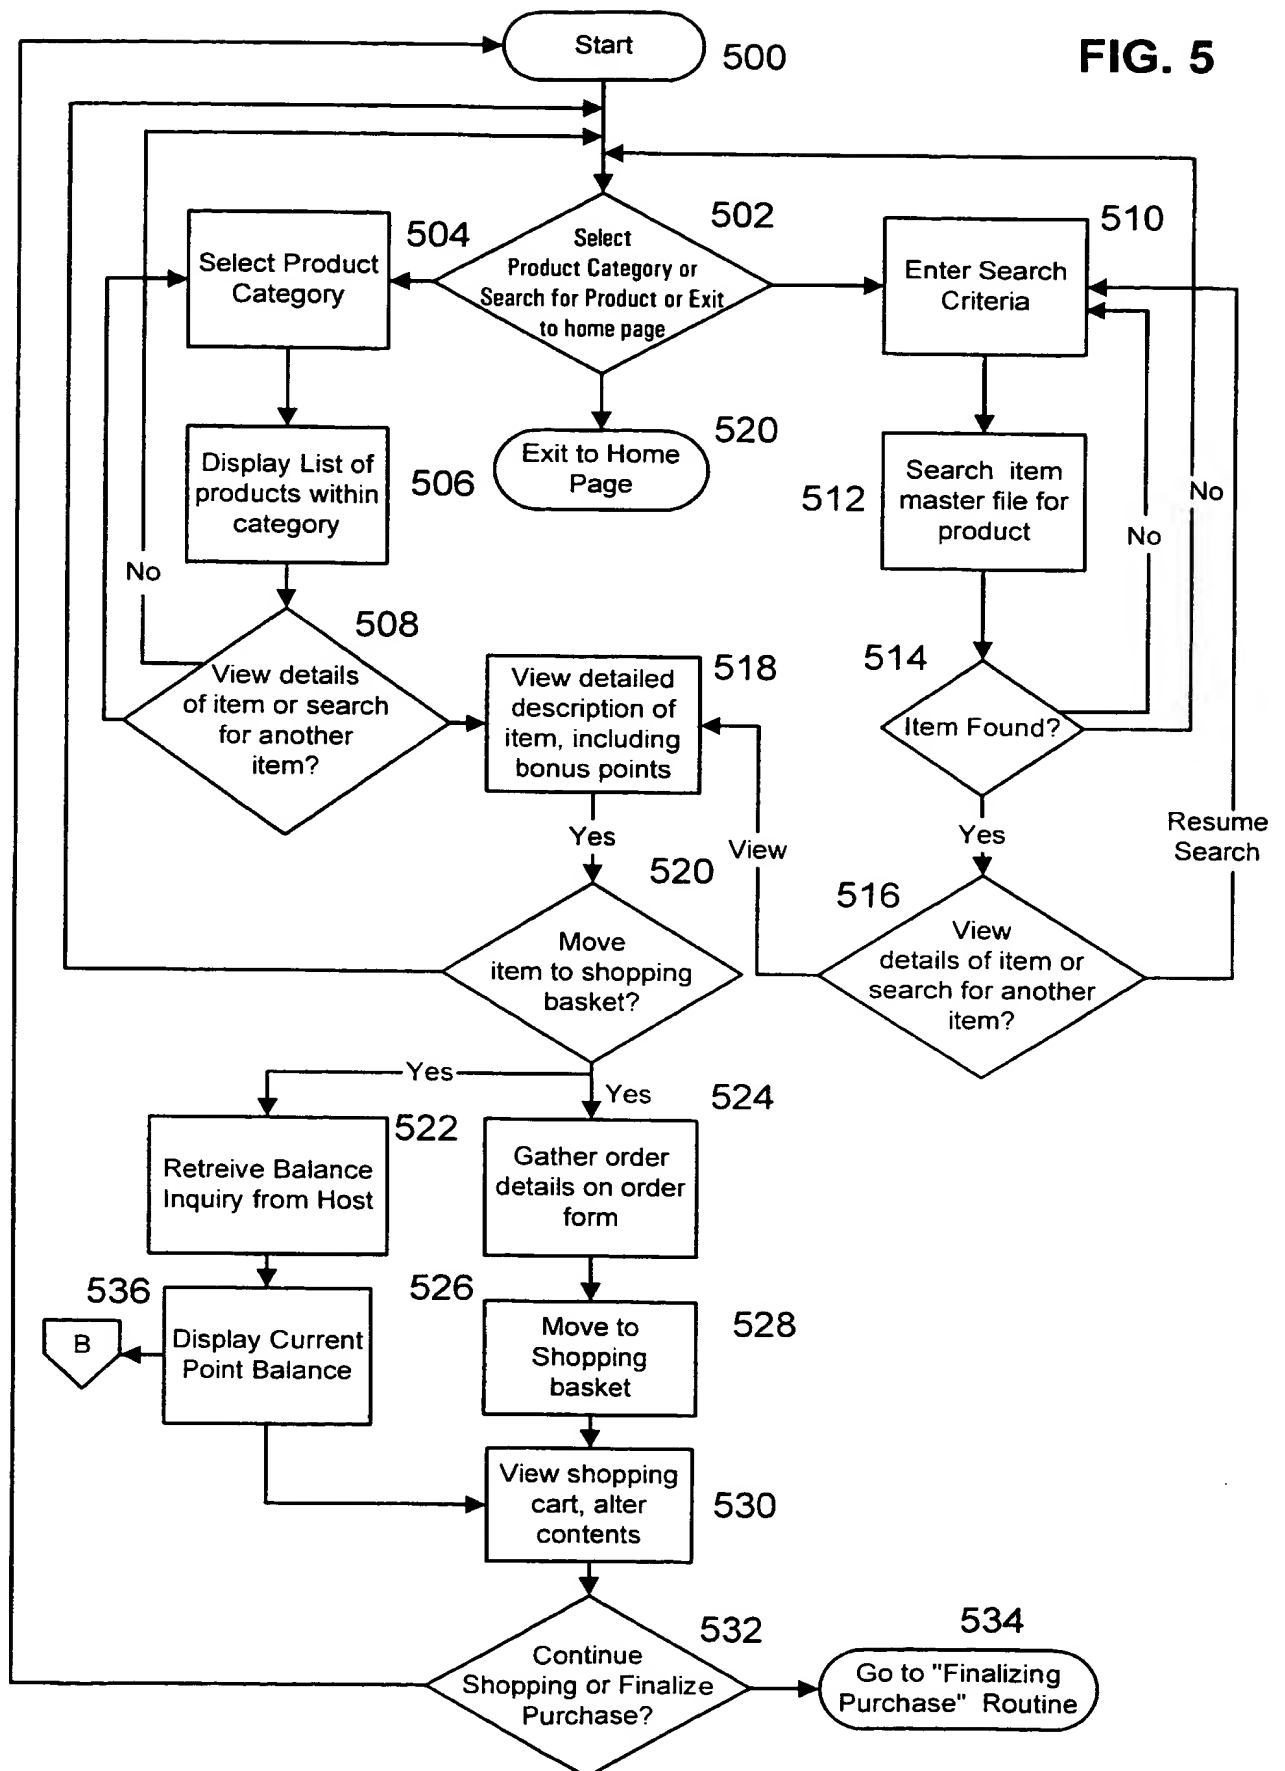 Start
500
FIG. 5
502
504
510
Select
Product Category or
Search for Product or Exit
to home page
Select Product
Category
Enter Search
Criteria
520
Exit to Home
Page
Display List of
products within
category
506
512
Search item
master file for
product
No
No
No
508
View details
of item or search
for another
item?
518
View detailed
description of
item, including
bonus points
514
Item Found?
Yes
View
Yes
Resume
Search
520
516
Move
item to shopping
basket?
View
details of item or
search for another
item?
Yes
Yes
524
522
Retreive Balance
Inquiry from Host
Gather order
details on order
form
536
526
528
B
Display Current
Point Balance
Move to
Shopping
basket
View shopping
cart, alter
contents
530
532
534
Continue
Shopping or Finalize
Purchase?
Go to "Finalizing
Purchase" Routine